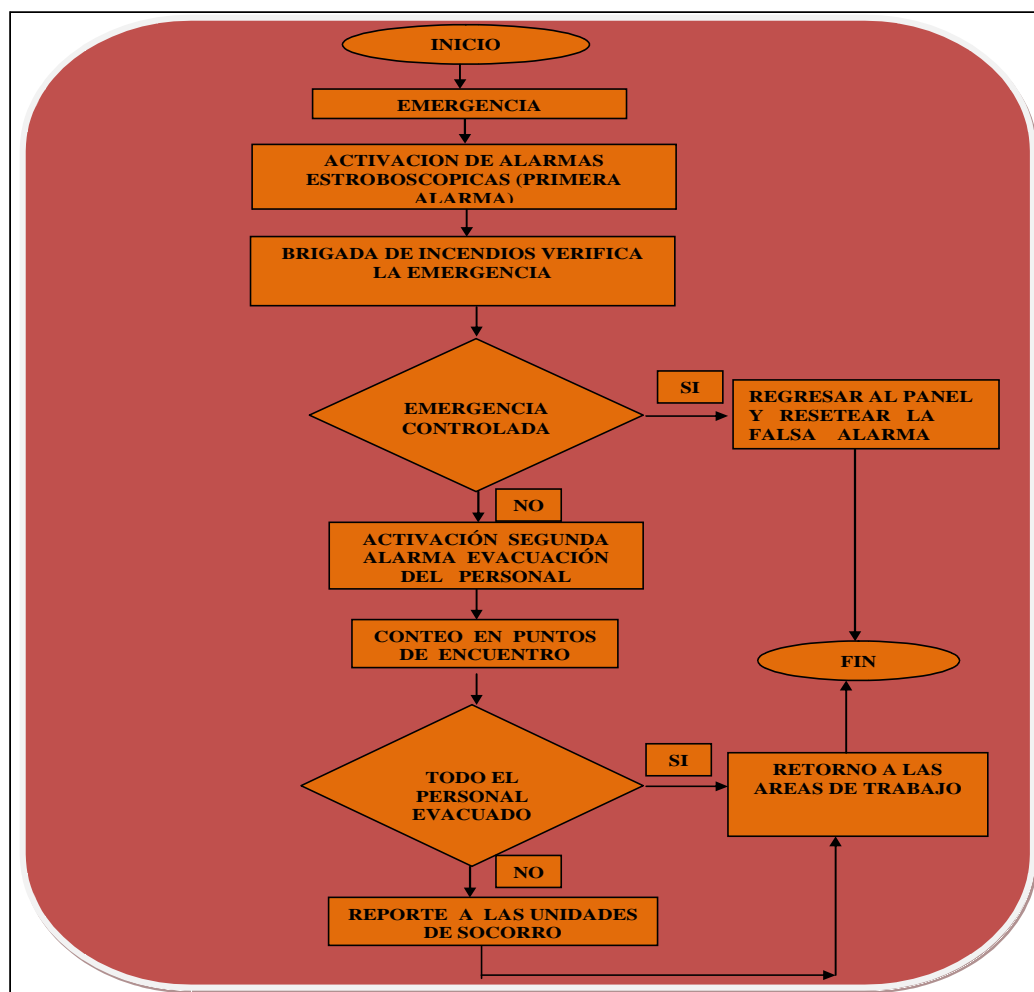 INICIO
EMERGENCIA
ACTIVACION DE ALARMAS
ESTROBOSCOPICAS (PRIMERA
ALARMA)
BRIGADA DE INCENDIOS VERIFICA
LA EMERGENCIA
EMERGENCIA
CONTROLADA
SI
REGRESAR AL PANEL
Y RESETEAR LA
FALSA ALARMA
NO
ACTIVACIÓN SEGUNDA
ALARMA EVACUACIÓN
DEL PERSONAL
CONTEO EN PUNTOS
DE ENCUENTRO
FIN
TODO EL
PERSONAL
EVACUADO
SI
RETORNO A LAS
AREAS DE TRABAJO
NO
REPORTE A LAS UNIDADES
DE SOCORRO